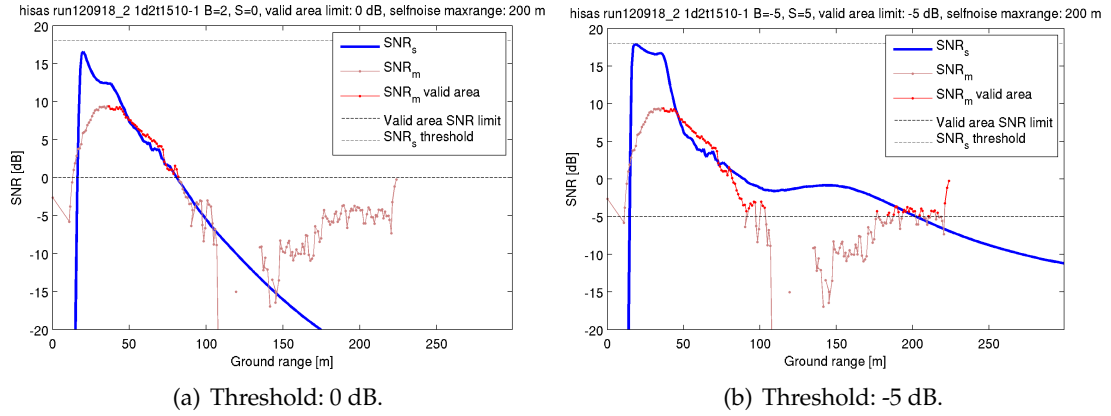 hisas run120918_2 1d2t1510-1 B=2, S=0, valid area limit: 0 dB, selfnoise maxrange: 200 m
20
15
10
5
0
-5
-10
-15
-20
SNR [dB]
0 50 100 150 200 250
Ground range [m]
SNRs
SNRm
SNRm valid area
Valid area SNR limit
SNRs threshold
(a) Threshold: 0 dB.
hisas run120918_2 1d2t1510-1 B=-5, S=5, valid area limit: -5 dB, selfnoise maxrange: 200 m
20
15
10
5
0
-5
-10
-15
-20
SNR [dB]
0 50 100 150 200 250
Ground range [m]
SNRs
SNRm
SNRm valid area
Valid area SNR limit
SNRs threshold
(b) Threshold: -5 dB.